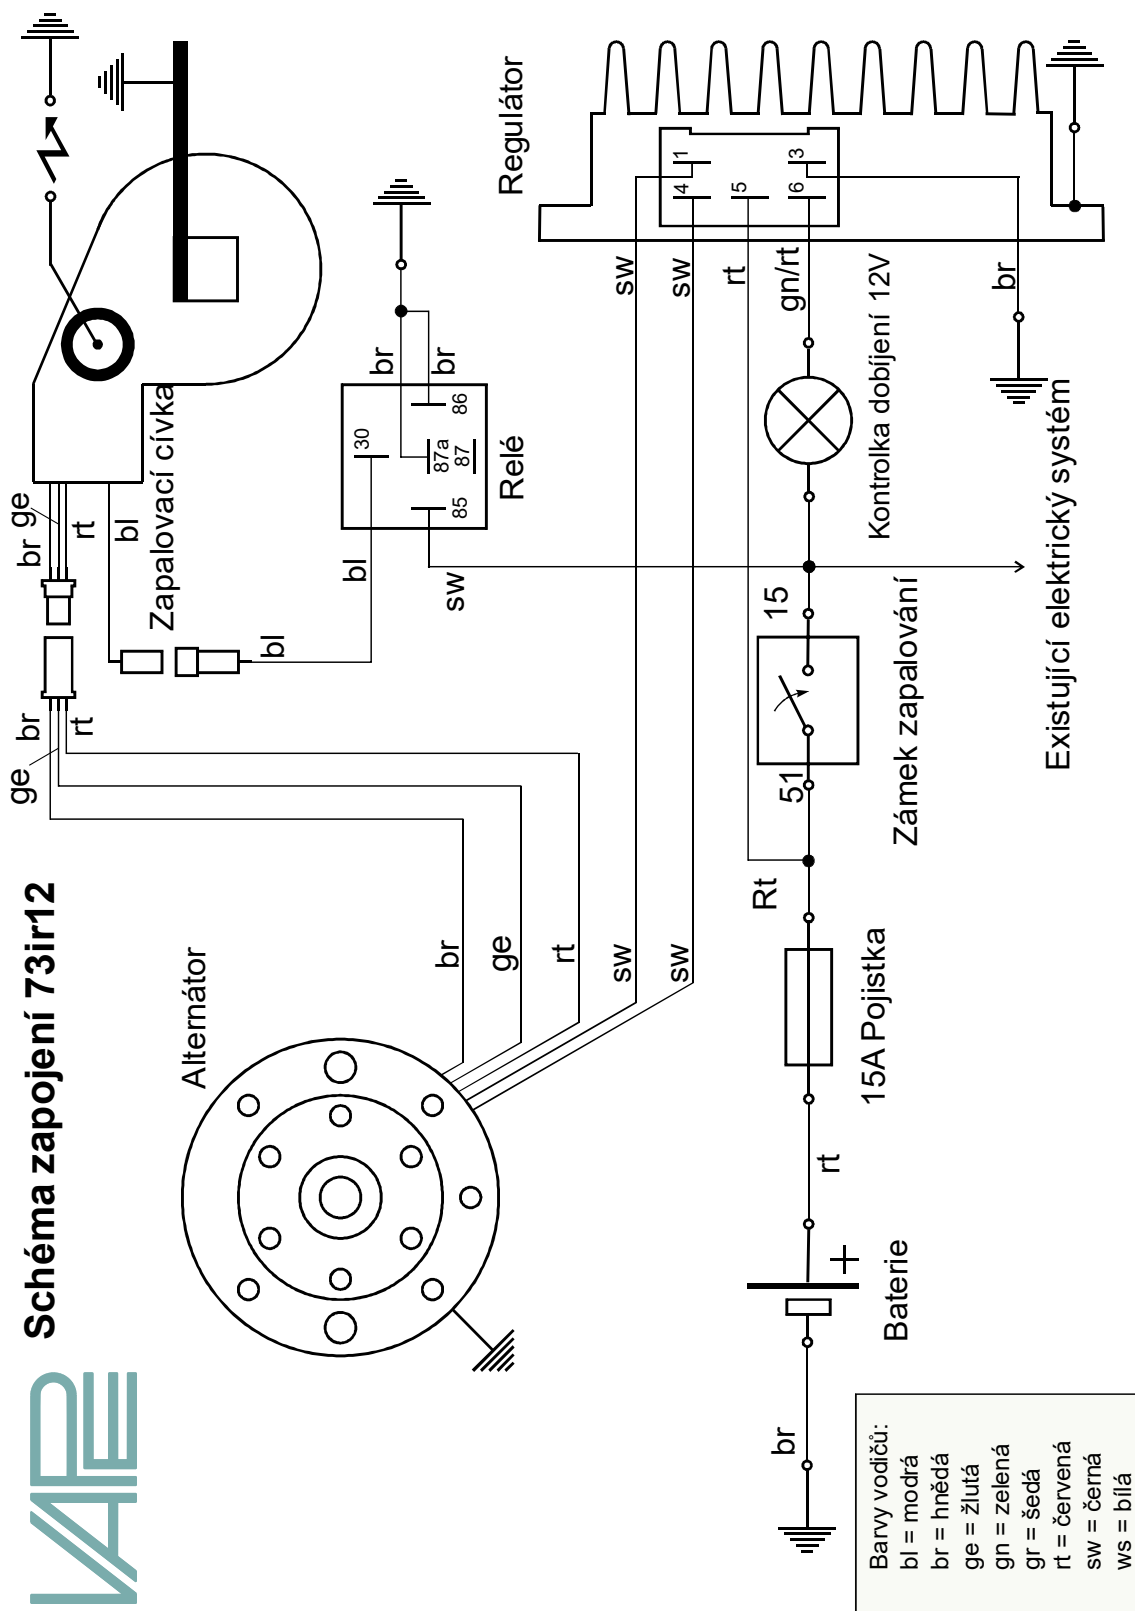 VAPE
Schéma zapojení 73ir12
br
ge
rt
bl
Zapalovací cívka
br
ge
rt
bl
bl
sw
30
87a
87
86
85
Relé
br
br
Regulátor
1
4
5
3
6
sw
sw
rt
gn/rt
br
Kontrolka dobíjení 12V
Existující elektrický systém
15
51
Zámek zapalování
Rt
15A Pojistka
rt
+
Baterie
br
Alternátor
br
ge
rt
sw
sw
Barvy vodičů:
bl = modrá
br = hnědá
ge = žlutá
gn = zelená
gr = šedá
rt = červená
sw = černá
ws = bílá